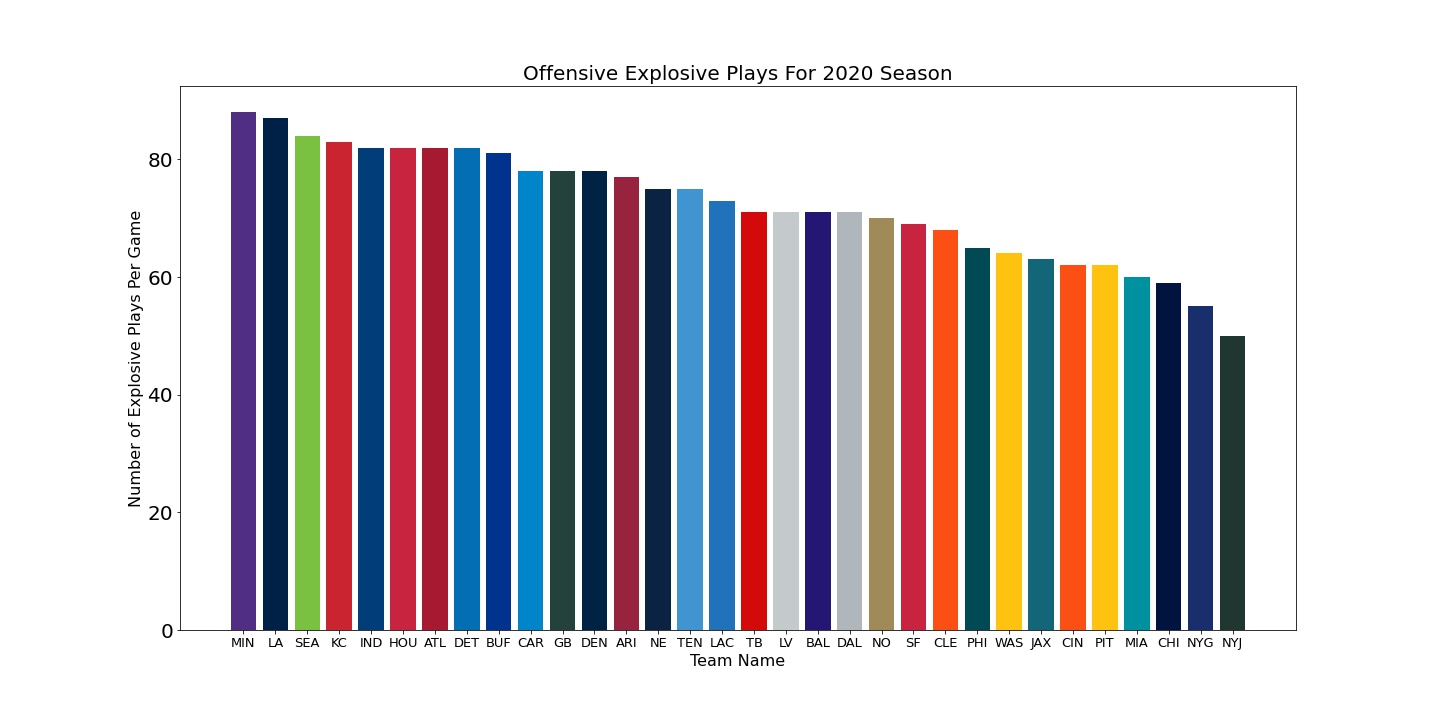 Offensive Explosive Plays For 2020 Season
Number of Explosive Plays Per Game
80
60
40
20
0
MIN LA SEA KC IND HOU ATL DET BUF CAR GB DEN ARI NE TEN LAC TB LV BAL DAL NO SF CLE PHI WAS JAX CIN PIT MIA CHI NYG NYJ
Team Name